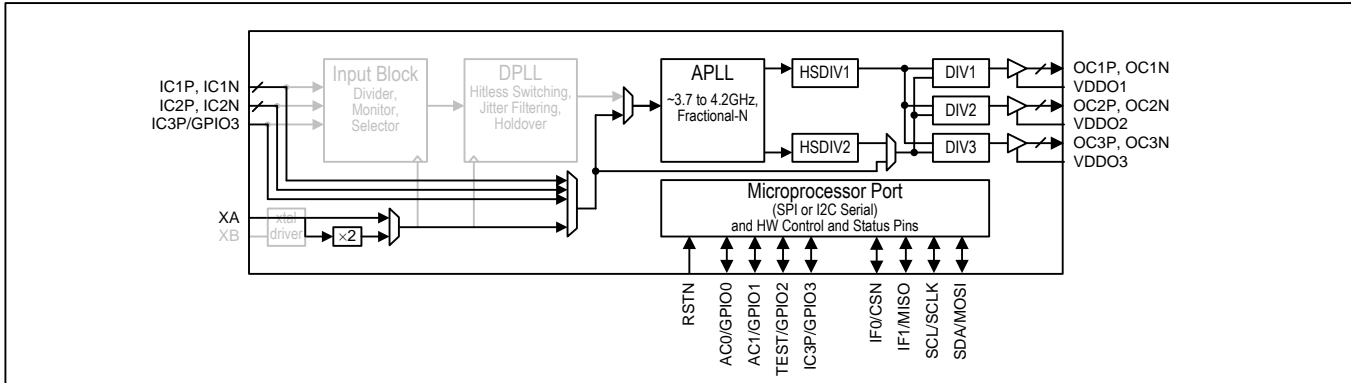 IC1P, IC1N
IC2P, IC2N
IC3P/GPIO3
XA
XB
xtal
driver
×2
Input Block
Divider,
Monitor,
Selector
DPLL
Hitless Switching,
Jitter Filtering,
Holdover
APLL
~3.7 to 4.2GHz,
Fractional-N
HSDIV1
HSDIV2
DIV1
DIV2
DIV3
OC1P, OC1N
VDDO1
OC2P, OC2N
VDDO2
OC3P, OC3N
VDDO3
Microprocessor Port
(SPI or I2C Serial)
and HW Control and Status Pins
RSTN
AC0/GPIO0
AC1/GPIO1
TEST/GPIO2
IC3P/GPIO3
IF0/CSN
IF1/MISO
SCL/SCLK
SDA/MOSI